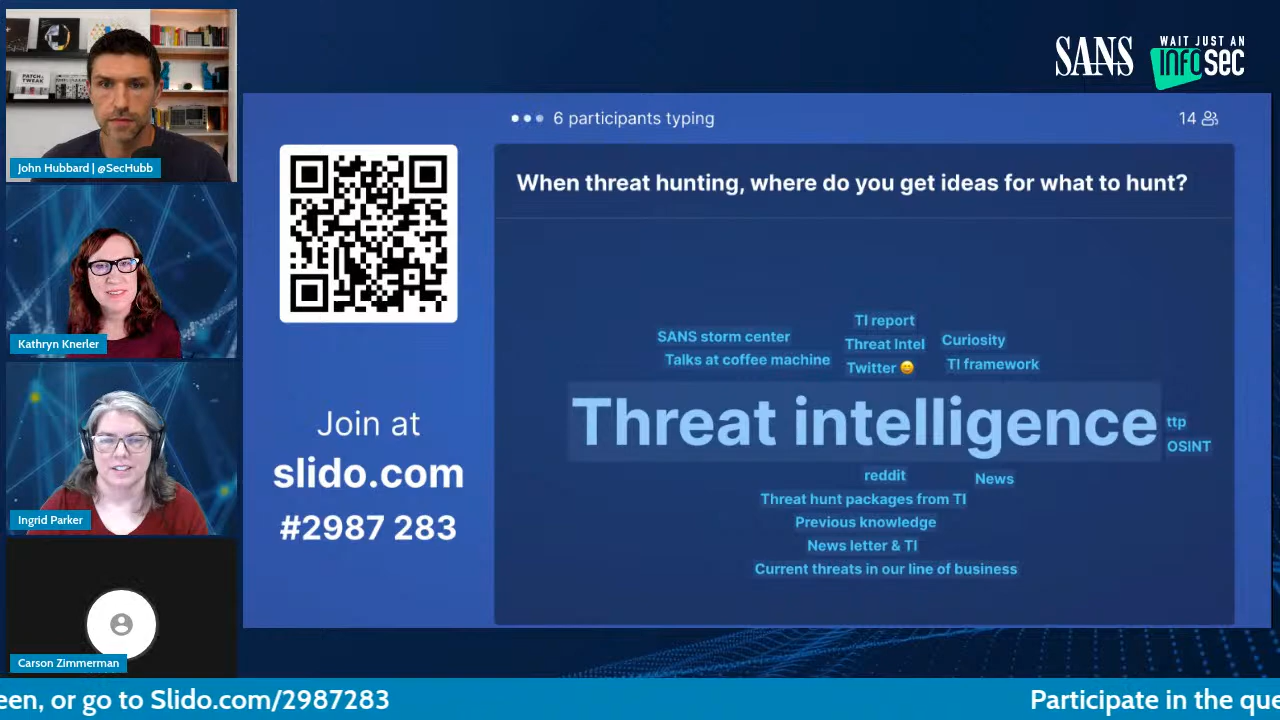 PATCH+
TWEAK
John Hubbard | @SecHubb
Kathryn Knerler
Ingrid Parker
Carson Zimmerman
SANS
WAIT JUST AN
INFOSEC
6 participants typing
14
When threat hunting, where do you get ideas for what to hunt?
Join at
slido.com
#2987 283
TI report
SANS storm center
Threat Intel
Curiosity
Talks at coffee machine
Twitter 😊
TI framework
Threat intelligence
ttp
OSINT
reddit
News
Threat hunt packages from TI
Previous knowledge
News letter & TI
Current threats in our line of business
een, or go to Slido.com/2987283
Participate in the que